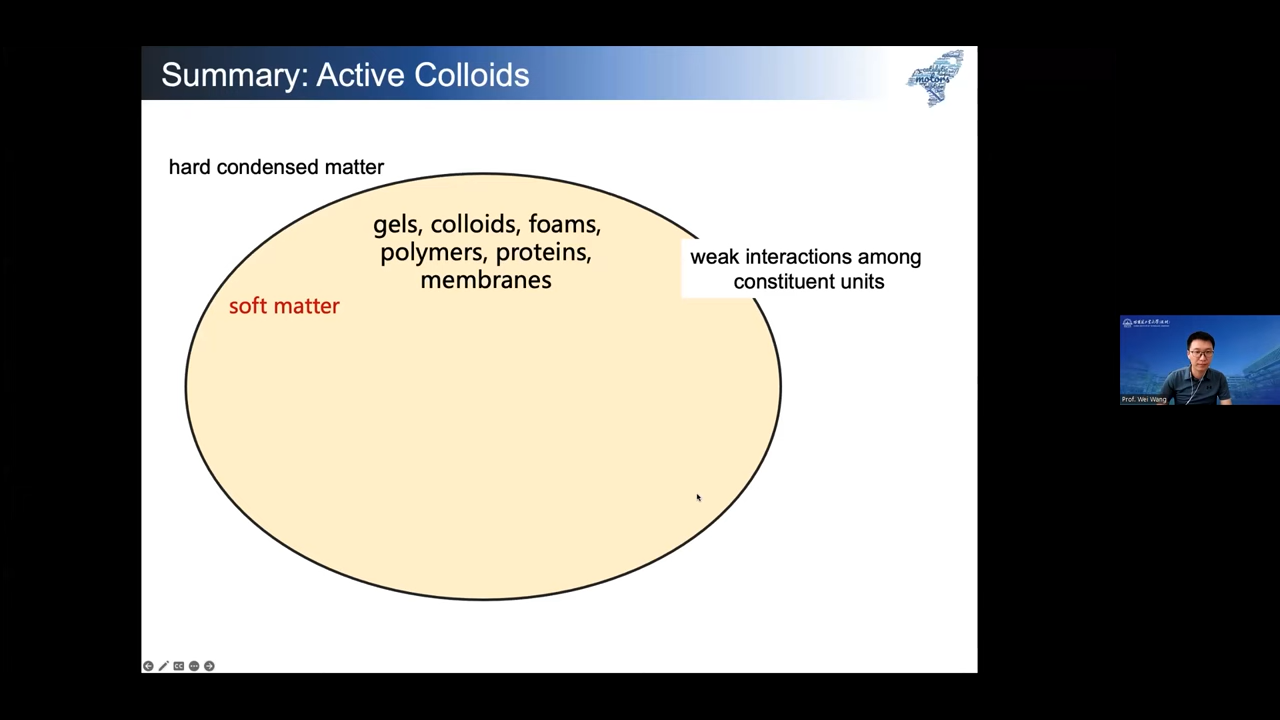 Summary: Active Colloids
motors
hard condensed matter
gels, colloids, foams,
polymers, proteins,
membranes
weak interactions among
constituent units
soft matter
Prof. Wei Wang